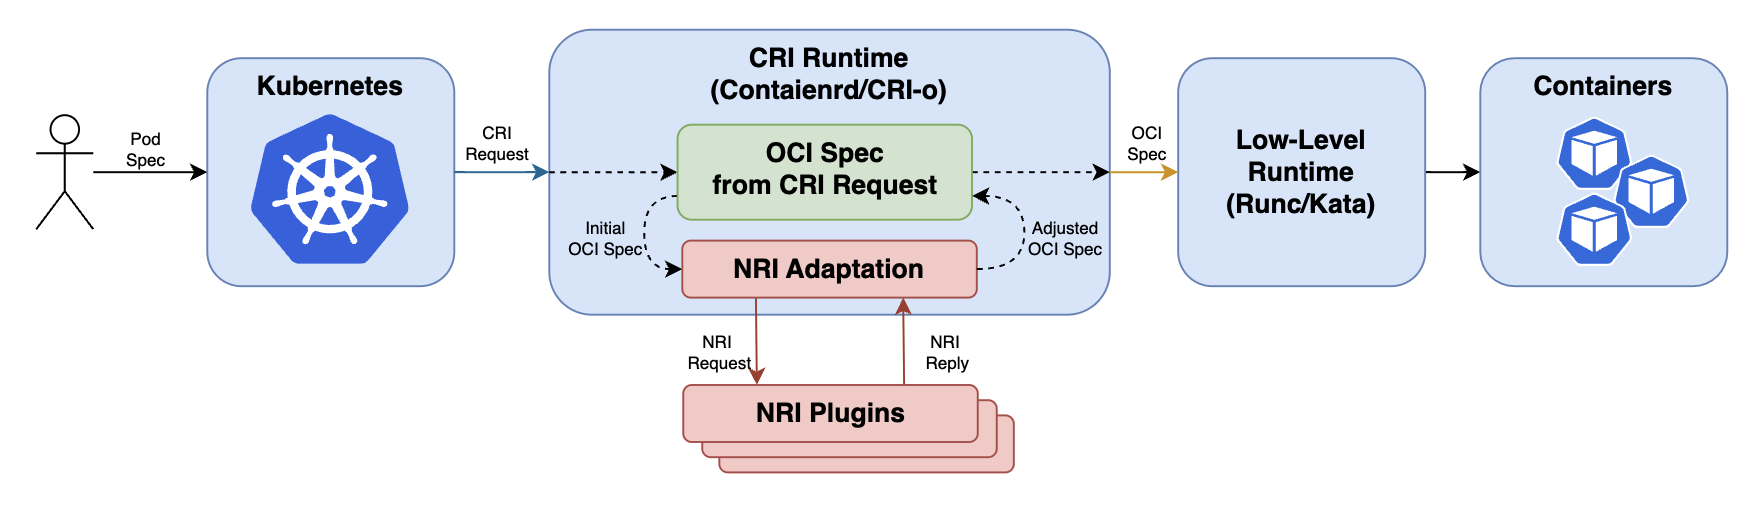 Kubernetes
CRI Runtime
(Contaienrd/CRI-o)
Containers
Pod
Spec
CRI
Request
OCI Spec
from CRI Request
OCI
Spec
Low-Level
Runtime
(Runc/Kata)
Initial
OCI Spec
Adjusted
OCI Spec
NRI Adaptation
NRI
Request
NRI
Reply
NRI Plugins